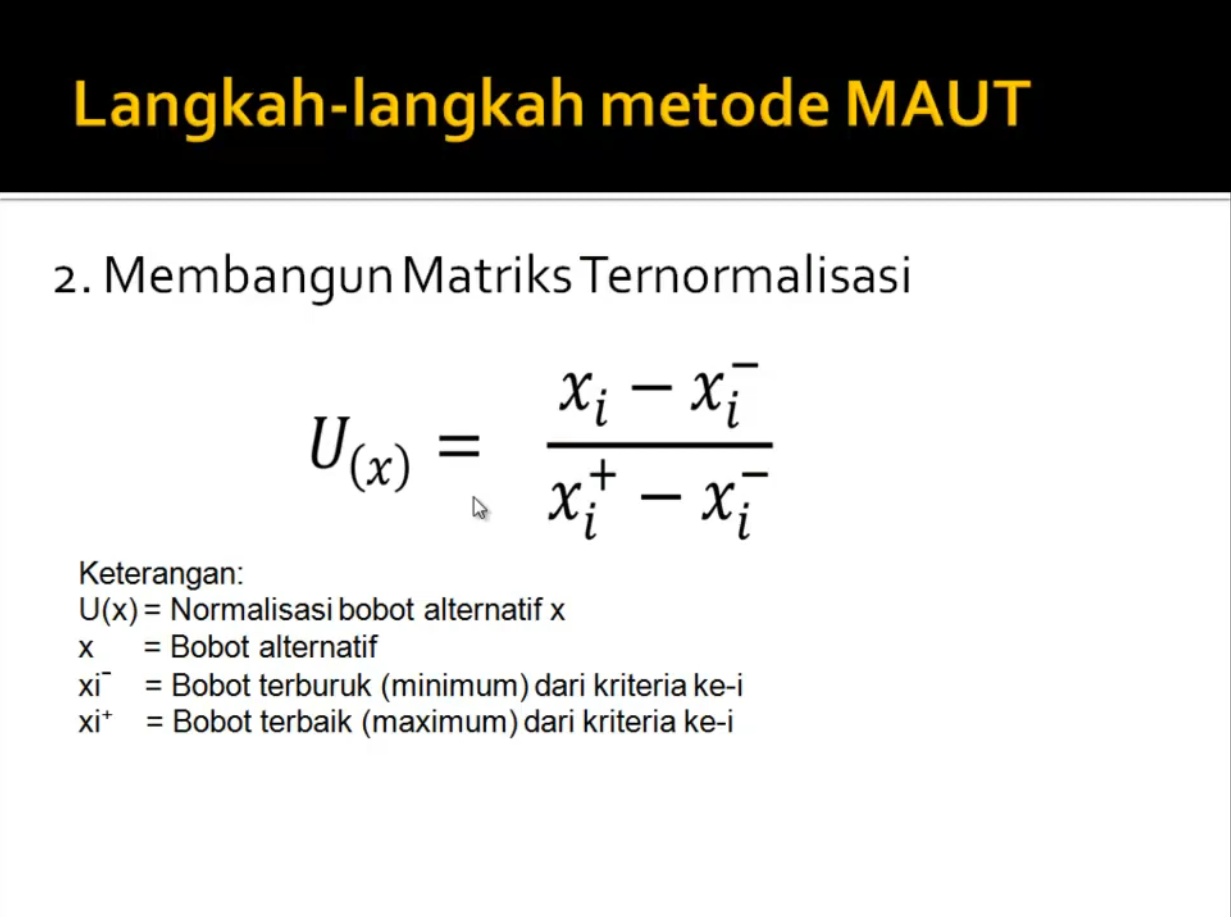 Langkah-langkah metode MAUT
2. Membangun Matriks Ternormalisasi
U₍ₓ₎ = (xᵢ − xᵢ⁻) / (xᵢ⁺ − xᵢ⁻)
Keterangan:
U(x) = Normalisasi bobot alternatif x
x = Bobot alternatif
xi⁻ = Bobot terburuk (minimum) dari kriteria ke-i
xi⁺ = Bobot terbaik (maximum) dari kriteria ke-i